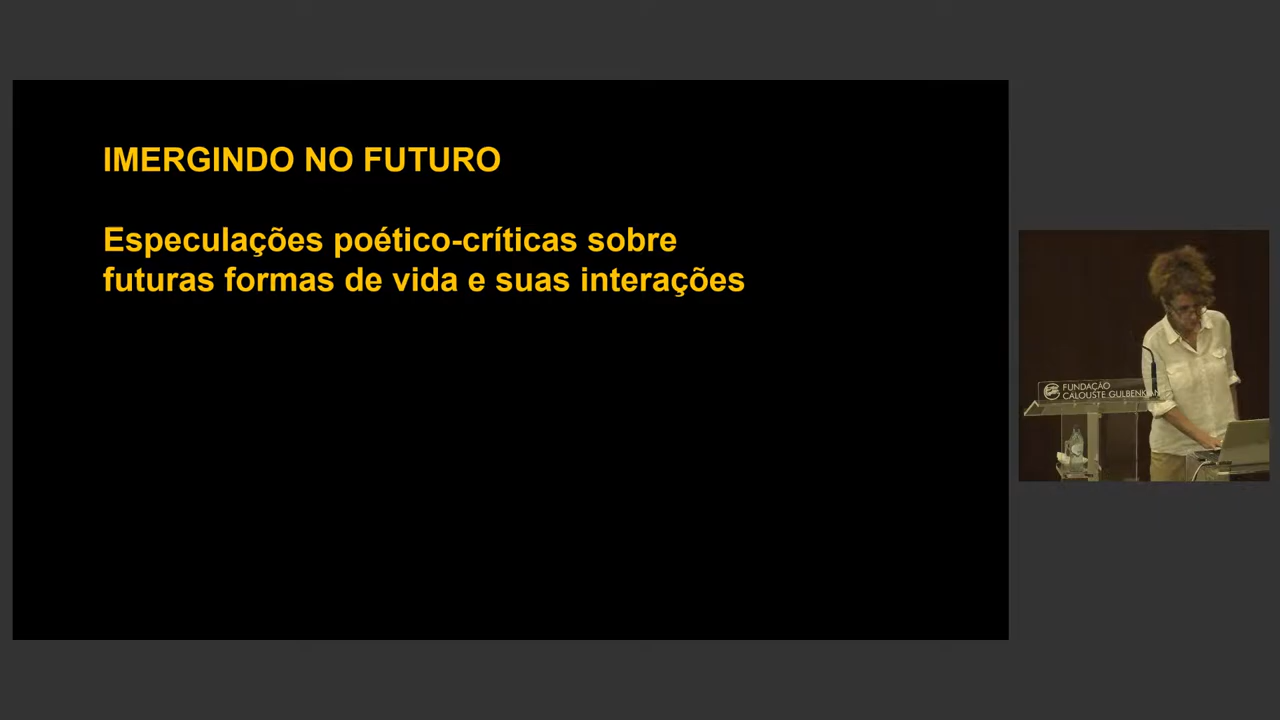 IMERGINDO NO FUTURO
Especulações poético-críticas sobre
futuras formas de vida e suas interações
FUNDAÇÃO
CALOUSTE GULBENKIAN